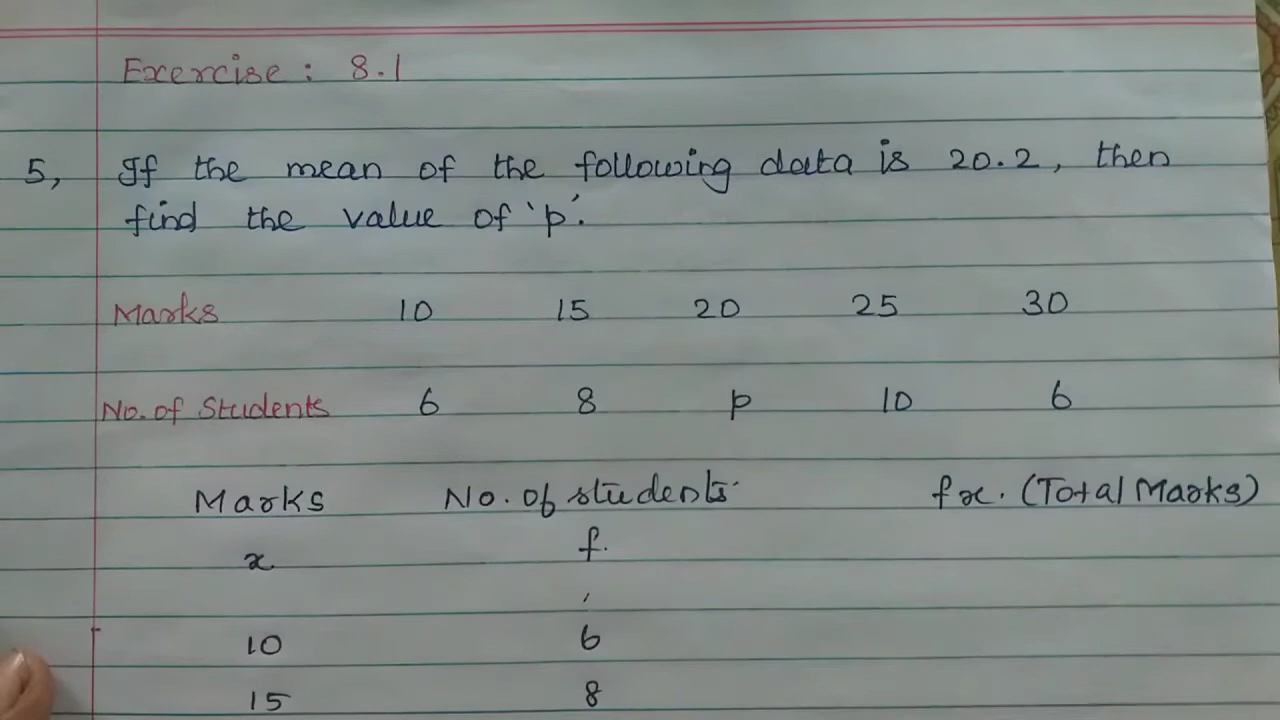 Exercise : 8.1
5, If the mean of the following data is 20.2, then
find the value of 'p'.
Marks 10 15 20 25 30
No. of Students 6 8 p 10 6
Marks No. of students fx. (Total Marks)
x f.
10 6
15 8